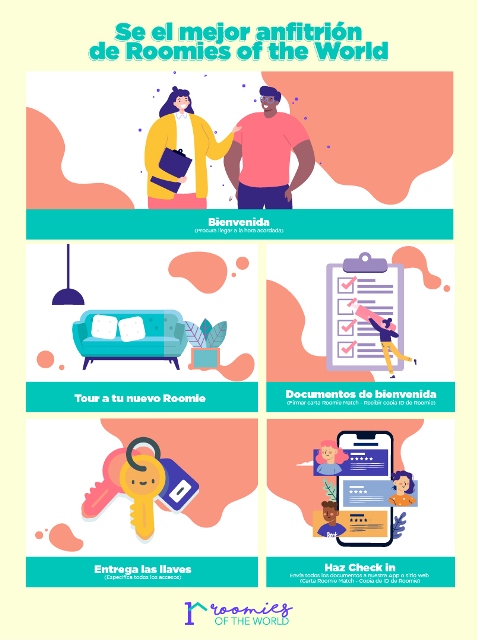 Se el mejor anfitrión
de Roomies of the World
Bienvenida
(Procura llegar a la hora acordada)
Tour a tu nuevo Roomie
Documentos de bienvenida
(Firmar carta Roomie Match - Recibir copia ID de Roomie)
Entrega las llaves
(Especifica todos los accesos)
Haz Check in
Envía todos los documentos a nuestra App o sitio web
(Carta Roomie Match - Copia de ID de Roomie)
roomies
OF THE WORLD